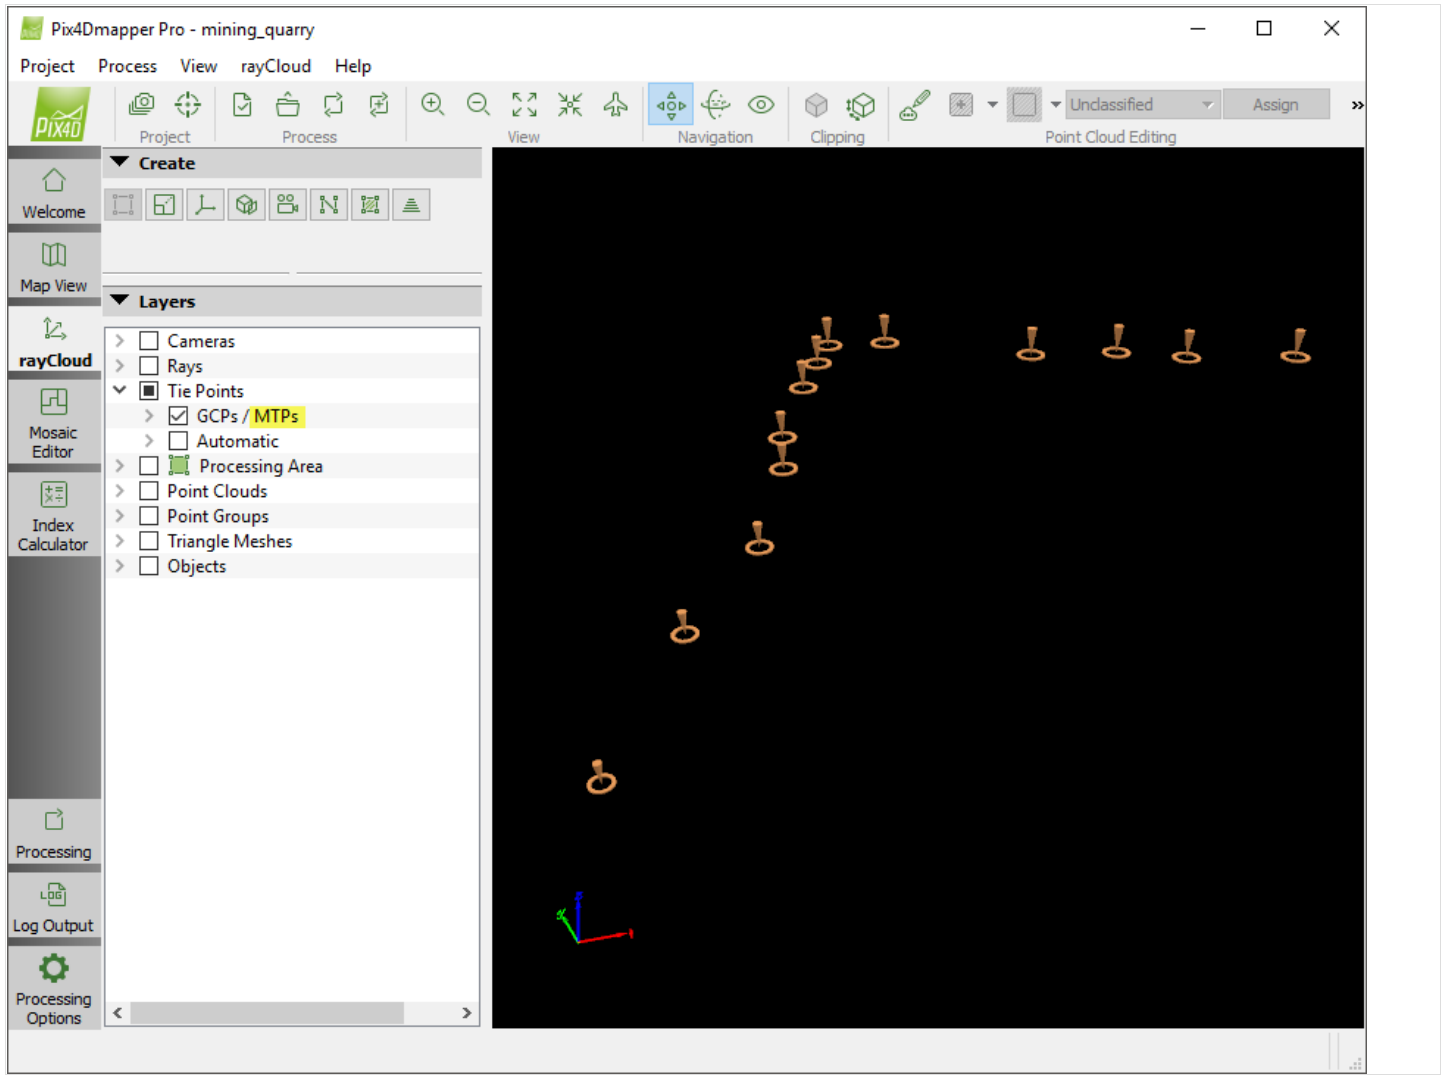 Pix4Dmapper Pro - mining_quarry
Project Process View rayCloud Help
PIX4D
Unclassified Assign »
Project Process View Navigation Clipping Point Cloud Editing
Welcome
Map View
rayCloud
Mosaic
Editor
Index
Calculator
Processing
Log Output
Processing
Options
Create
Layers
Cameras
Rays
Tie Points
GCPs / MTPs
Automatic
Processing Area
Point Clouds
Point Groups
Triangle Meshes
Objects
LOG